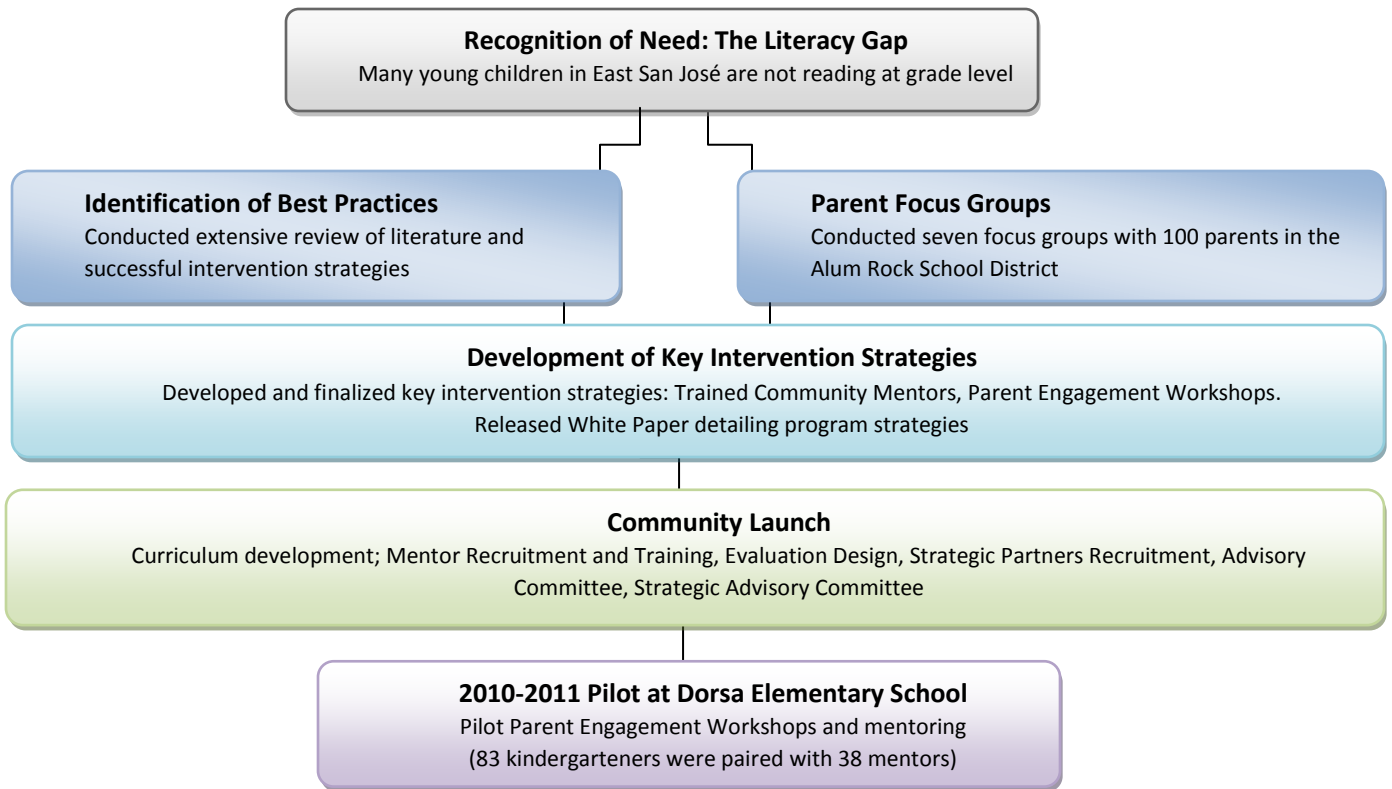 Recognition of Need: The Literacy Gap
Many young children in East San José are not reading at grade level
Identification of Best Practices
Conducted extensive review of literature and
successful intervention strategies
Parent Focus Groups
Conducted seven focus groups with 100 parents in the
Alum Rock School District
Development of Key Intervention Strategies
Developed and finalized key intervention strategies: Trained Community Mentors, Parent Engagement Workshops.
Released White Paper detailing program strategies
Community Launch
Curriculum development; Mentor Recruitment and Training, Evaluation Design, Strategic Partners Recruitment, Advisory
Committee, Strategic Advisory Committee
2010-2011 Pilot at Dorsa Elementary School
Pilot Parent Engagement Workshops and mentoring
(83 kindergarteners were paired with 38 mentors)